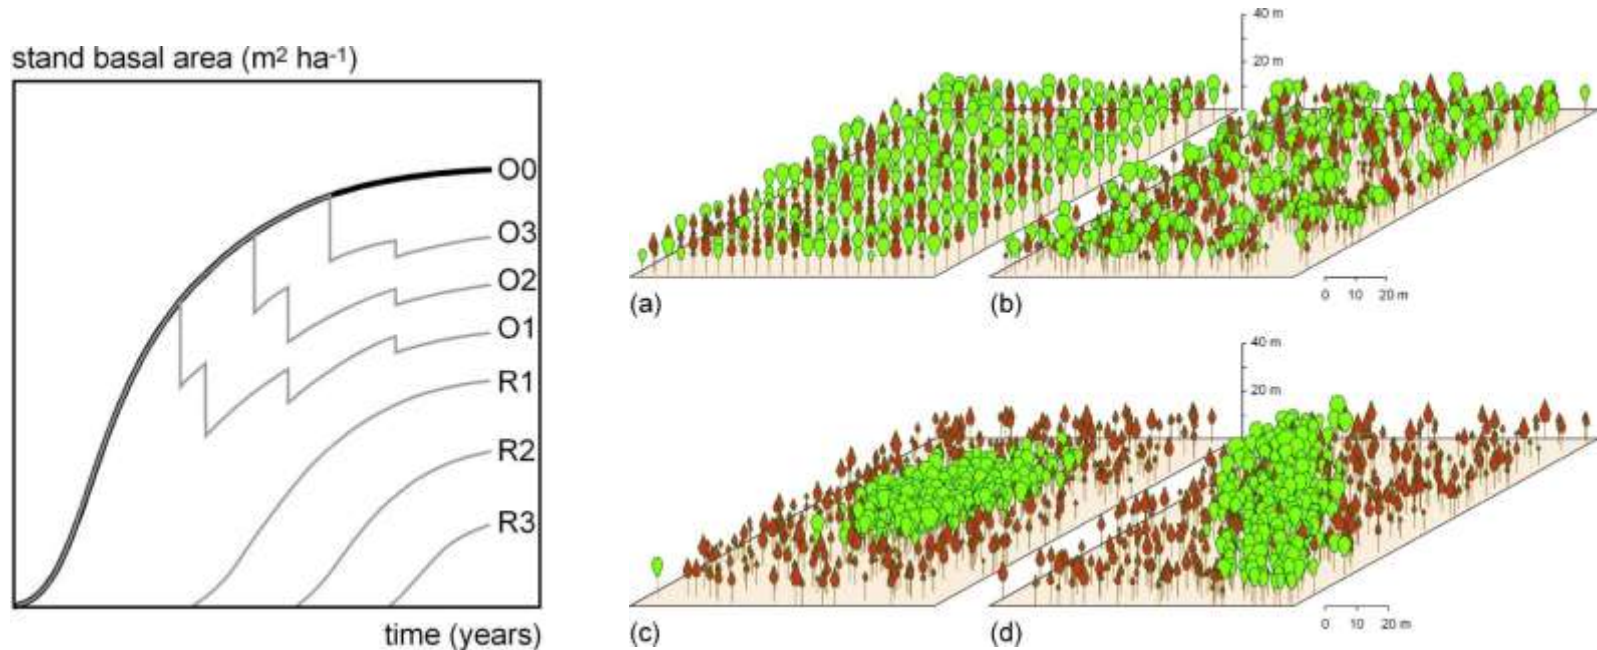 stand basal area (m² ha⁻¹)
O0
O3
O2
O1
R1
R2
R3
time (years)
40 m
20 m
(a)
(b)
0 10 20 m
40 m
20 m
(c)
(d)
0 10 20 m